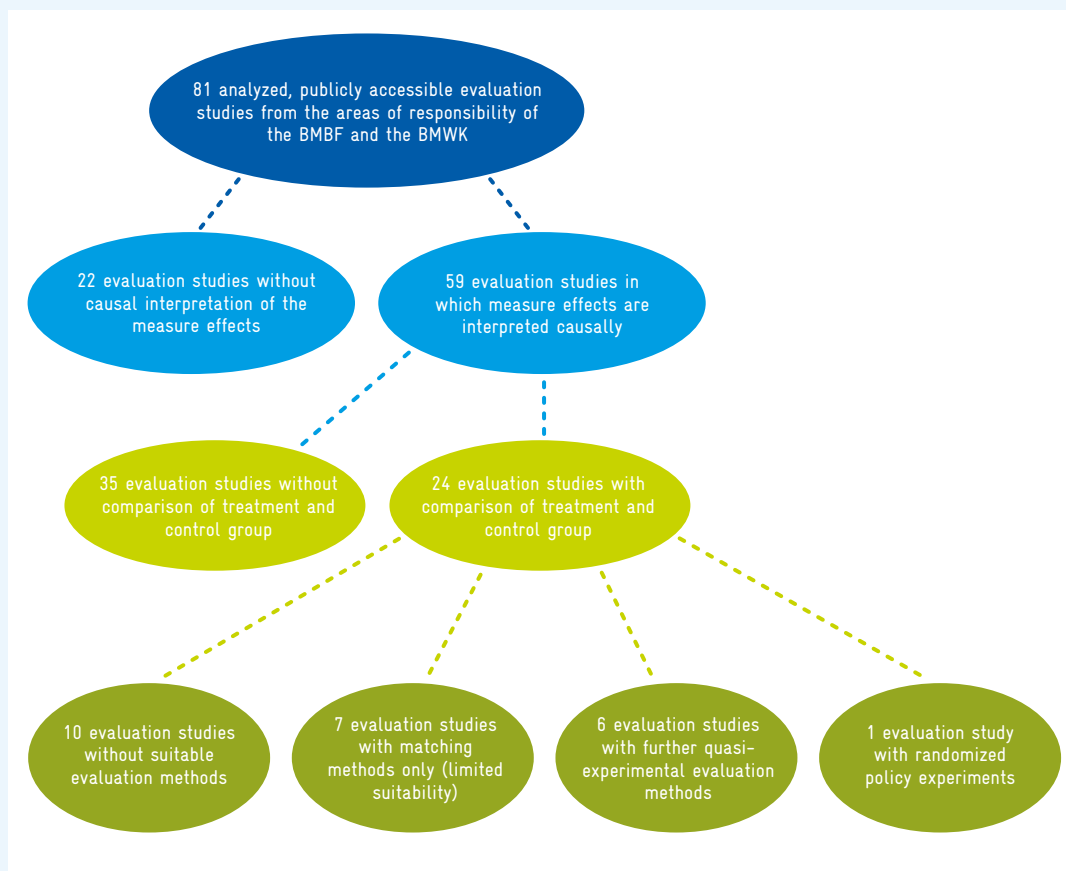 81 analyzed, publicly accessible evaluation
studies from the areas of responsibility of
the BMBF and the BMWK
22 evaluation studies without
causal interpretation of the
measure effects
59 evaluation studies in
which measure effects are
interpreted causally
35 evaluation studies without
comparison of treatment and
control group
24 evaluation studies with
comparison of treatment and
control group
10 evaluation studies
without suitable
evaluation methods
7 evaluation studies
with matching
methods only (limited
suitability)
6 evaluation studies
with further quasi-
experimental evaluation
methods
1 evaluation study
with randomized
policy experiments